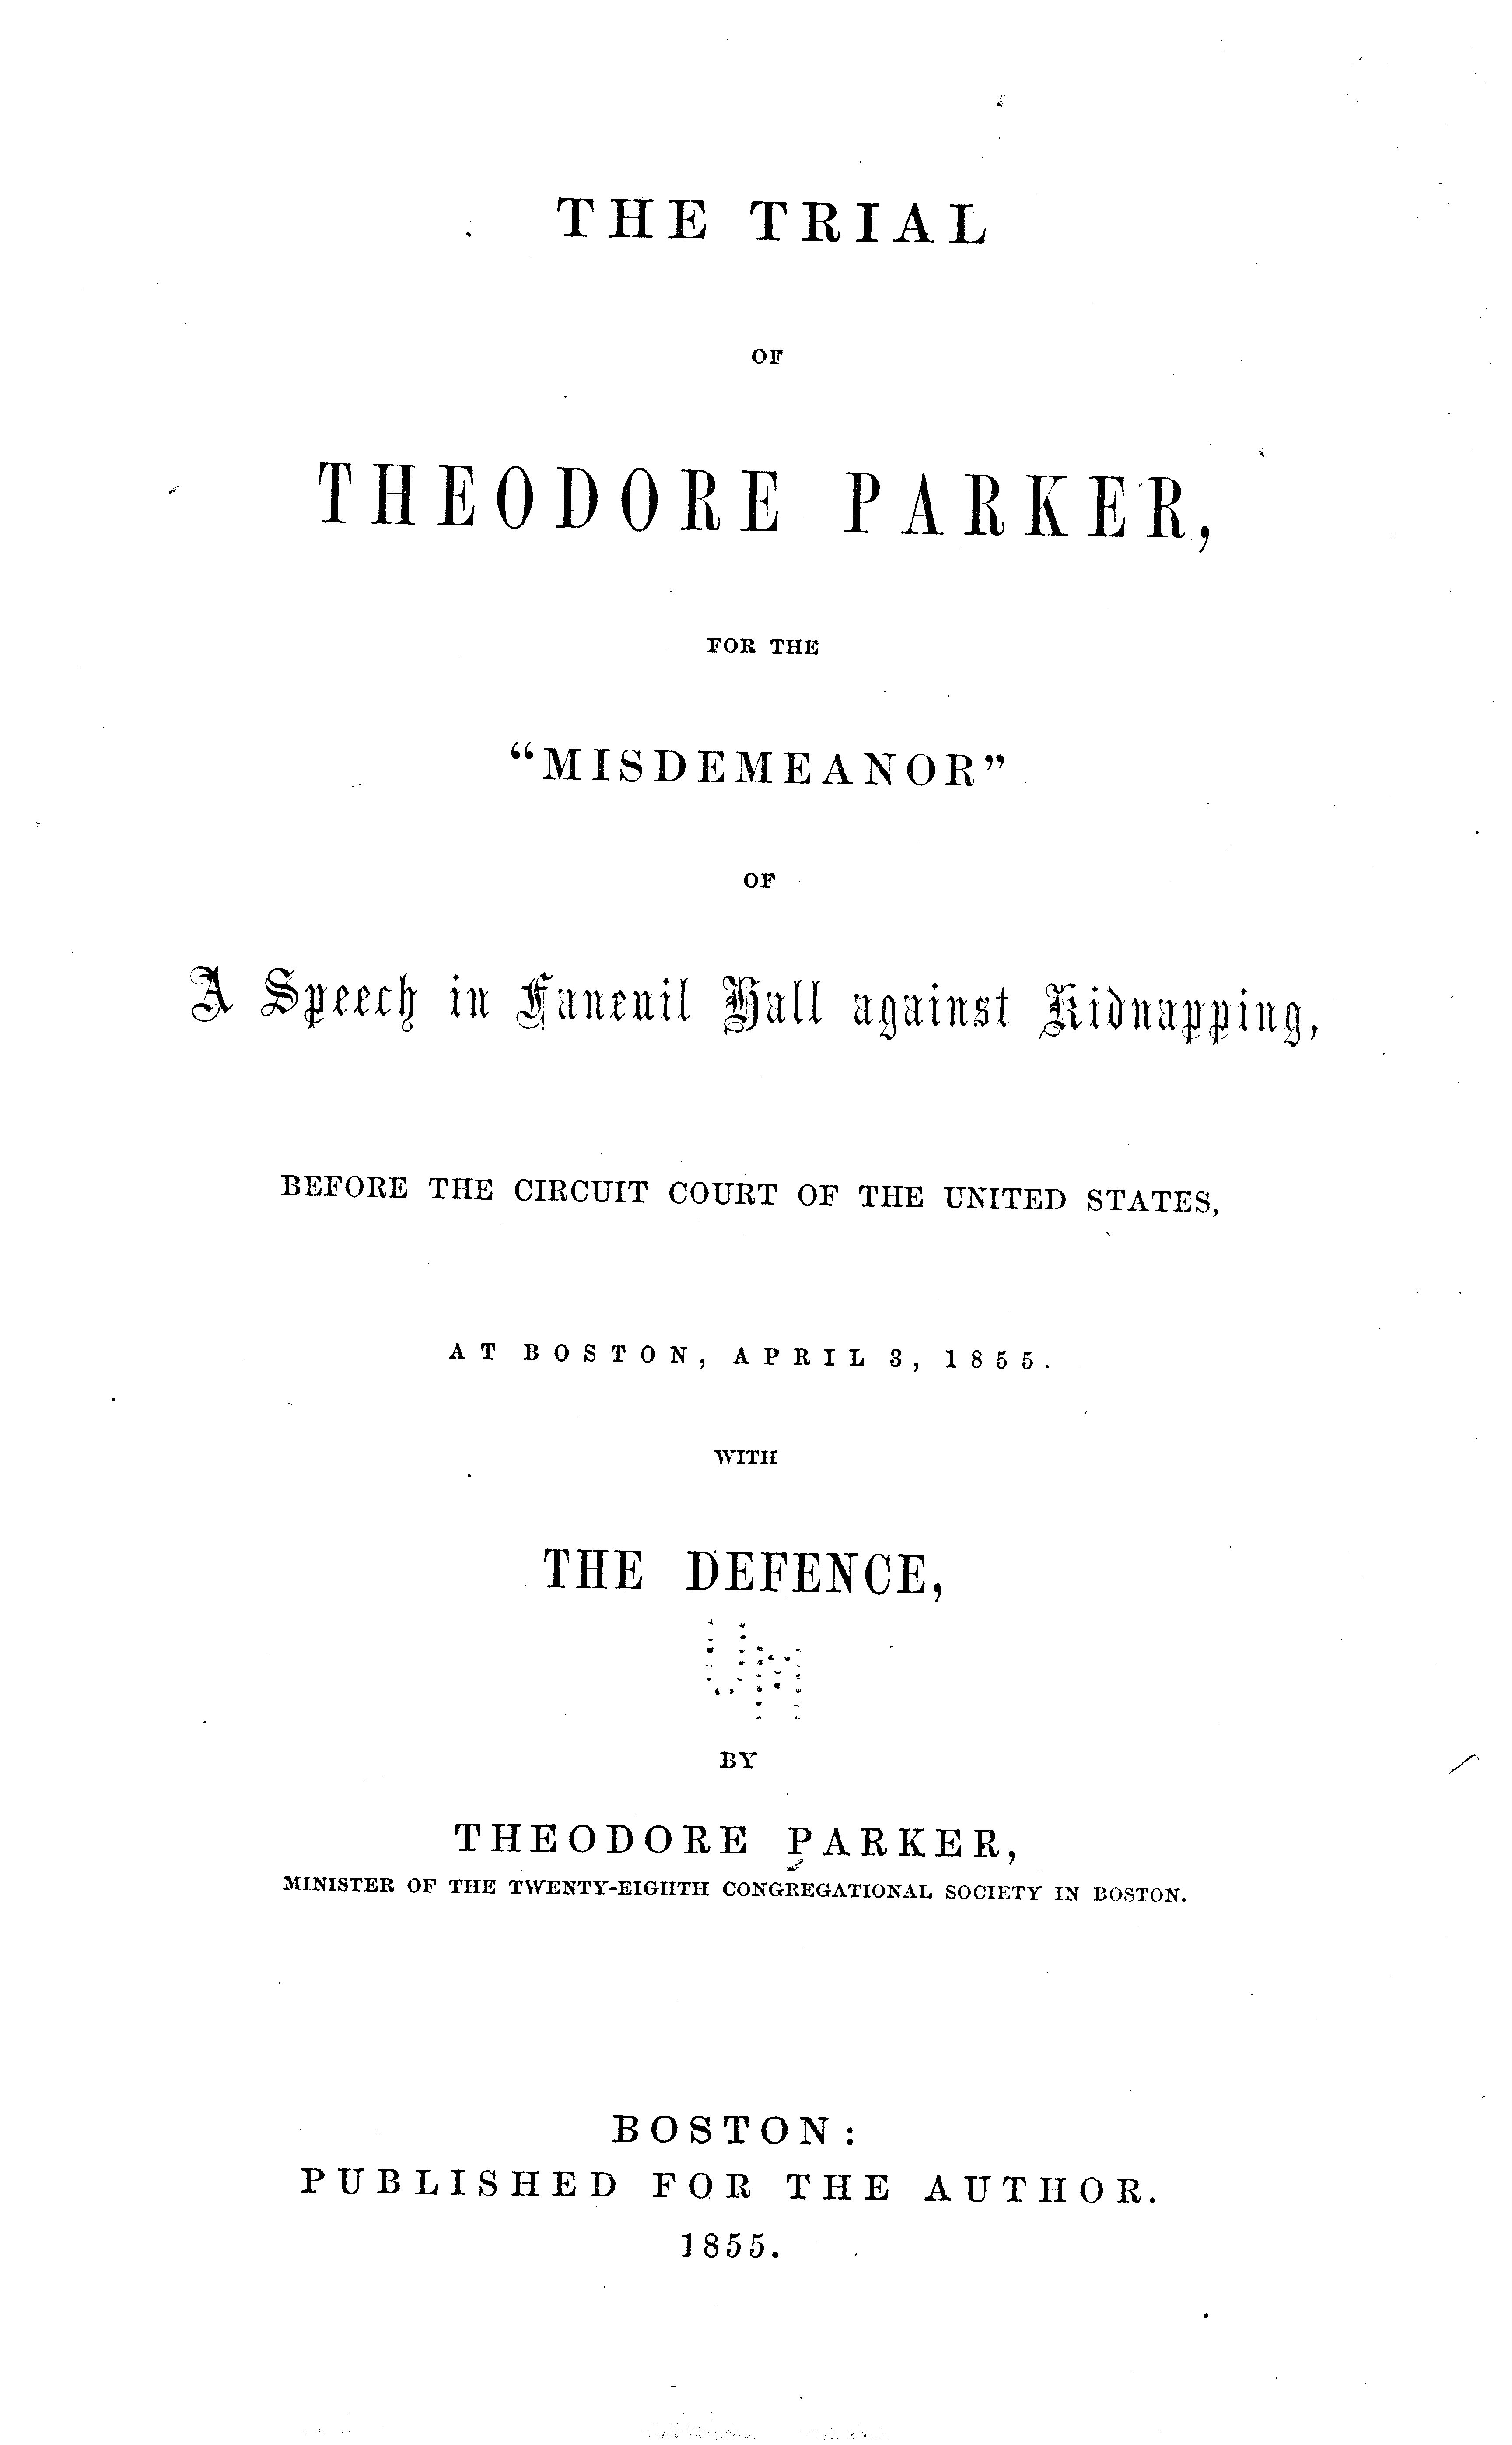 THE TRIAL
OF
THEODORE PARKER,
FOR THE
“MISDEMEANOR”
OF
A Speech in Faneuil Hall against Kidnapping,
BEFORE THE CIRCUIT COURT OF THE UNITED STATES,
AT BOSTON, APRIL 3, 1855.
WITH
THE DEFENCE,
UM
BY
THEODORE PARKER,
MINISTER OF THE TWENTY-EIGHTH CONGREGATIONAL SOCIETY IN BOSTON.
BOSTON:
PUBLISHED FOR THE AUTHOR.
1855.